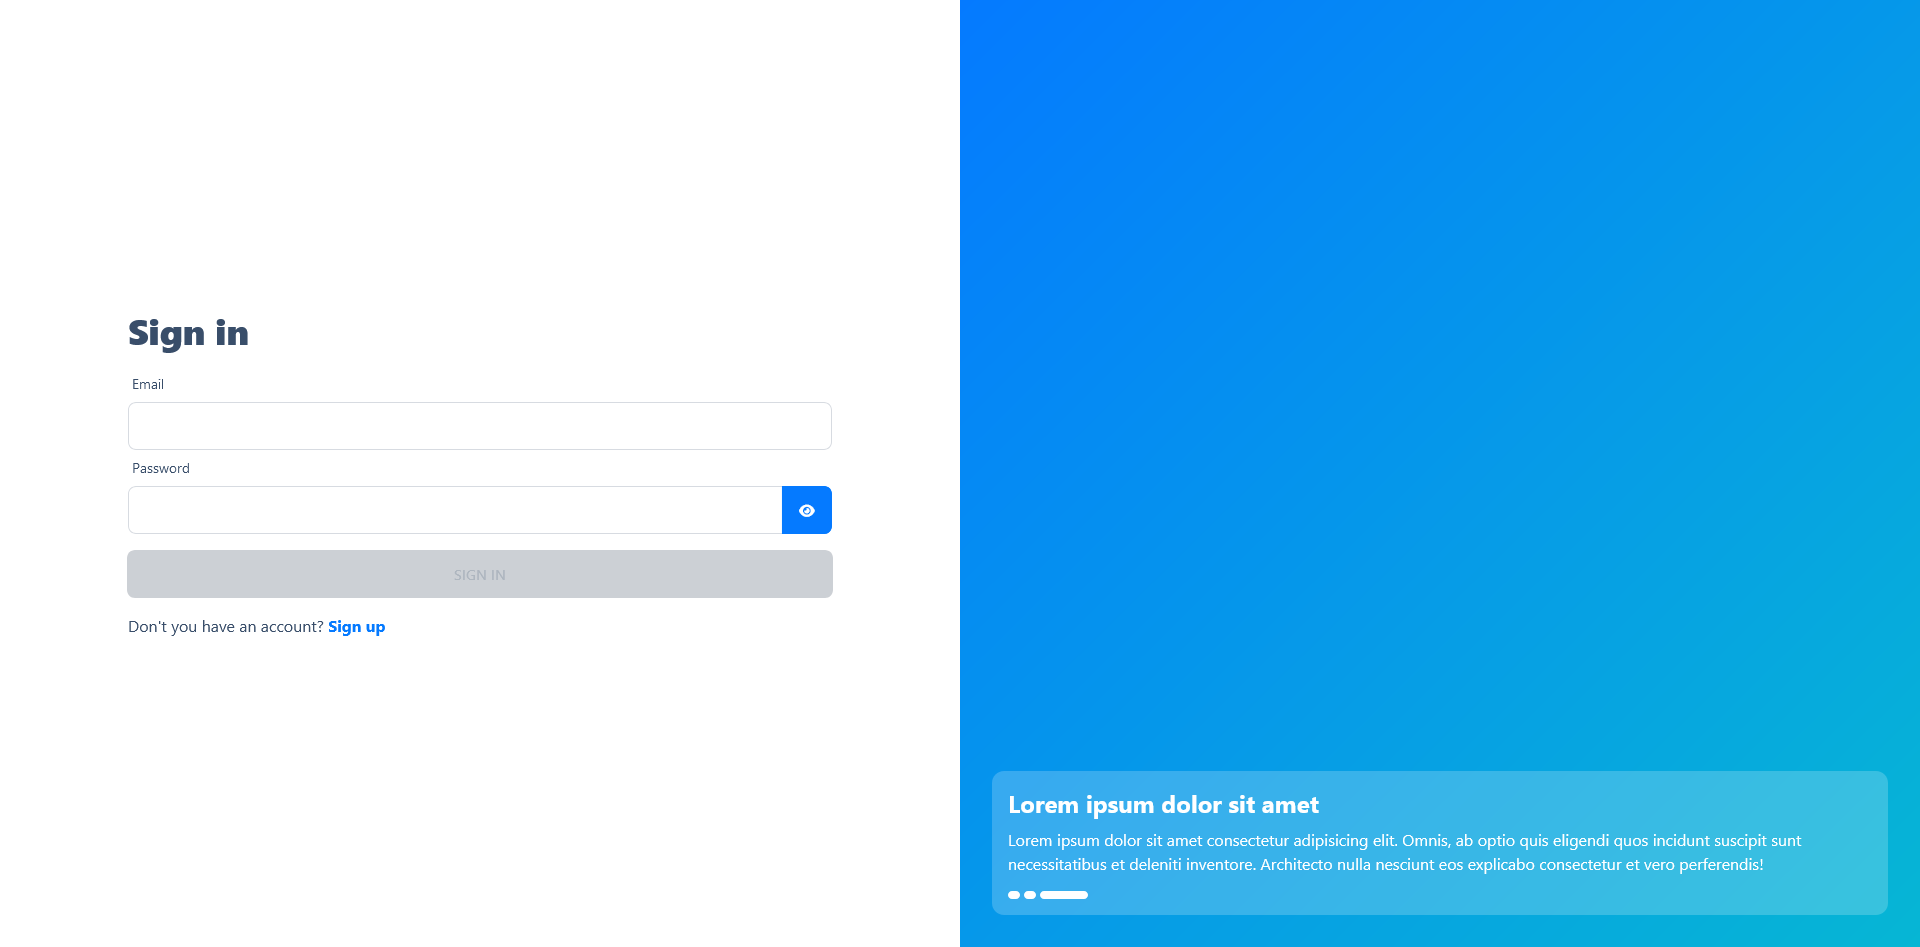 Sign in
Email
Password
SIGN IN
Don't you have an account? Sign up
Lorem ipsum dolor sit amet
Lorem ipsum dolor sit amet consectetur adipisicing elit. Omnis, ab optio quis eligendi quos incidunt suscipit sunt
necessitatibus et deleniti inventore. Architecto nulla nesciunt eos explicabo consectetur et vero perferendis!